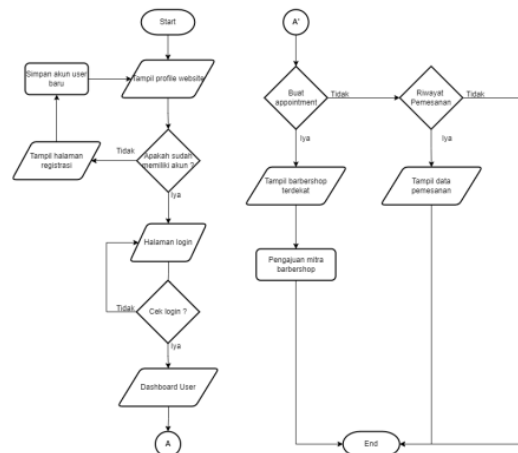 Start
Tampil profile website
Simpan akun user
baru
Apakah sudah
memiliki akun ?
Tidak
Tampil halaman
registrasi
Iya
Halaman login
Cek login ?
Tidak
Iya
Dashboard User
A
A'
Buat
appointment
Tidak
Iya
Riwayat
Pemesanan
Tidak
Iya
Tampil barbershop
terdekat
Tampil data
pemesanan
Pengajuan mitra
barbershop
End